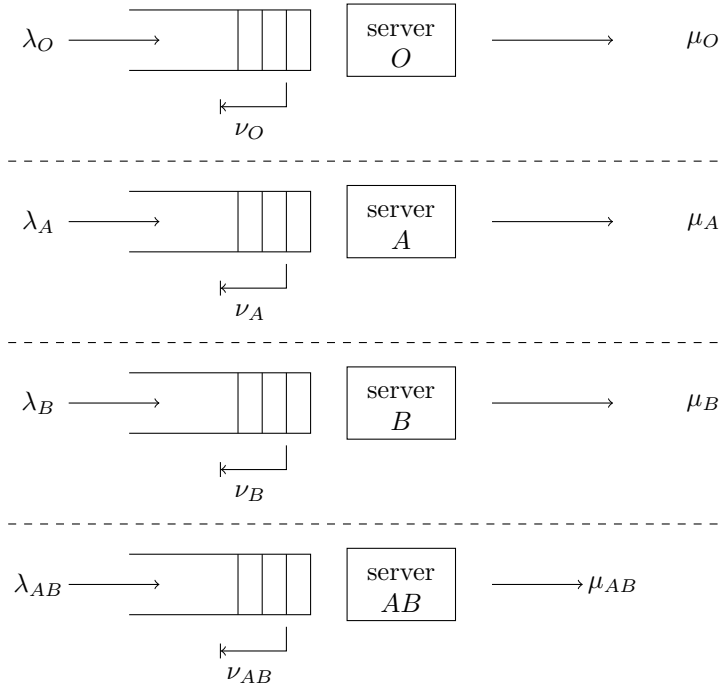 λ_O server O μ_O
ν_O
λ_A server A μ_A
ν_A
λ_B server B μ_B
ν_B
λ_AB server AB μ_AB
ν_AB